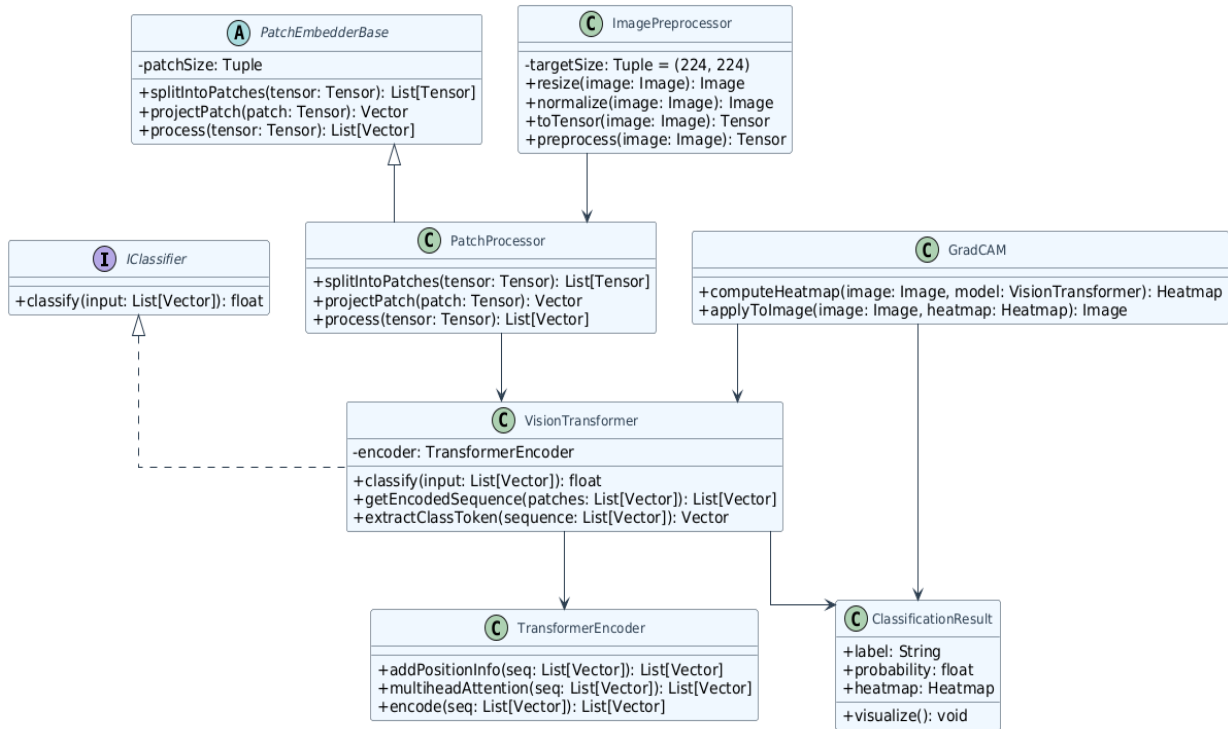 A PatchEmbedderBase
-patchSize: Tuple
+splitIntoPatches(tensor: Tensor): List[Tensor]
+projectPatch(patch: Tensor): Vector
+process(tensor: Tensor): List[Vector]
C ImagePreprocessor
-targetSize: Tuple = (224, 224)
+resize(image: Image): Image
+normalize(image: Image): Image
+toTensor(image: Image): Tensor
+preprocess(image: Image): Tensor
I IClassifier
+classify(input: List[Vector]): float
C PatchProcessor
+splitIntoPatches(tensor: Tensor): List[Tensor]
+projectPatch(patch: Tensor): Vector
+process(tensor: Tensor): List[Vector]
C GradCAM
+computeHeatmap(image: Image, model: VisionTransformer): Heatmap
+applyToImage(image: Image, heatmap: Heatmap): Image
C VisionTransformer
-encoder: TransformerEncoder
+classify(input: List[Vector]): float
+getEncodedSequence(patches: List[Vector]): List[Vector]
+extractClassToken(sequence: List[Vector]): Vector
C TransformerEncoder
+addPositionInfo(seq: List[Vector]): List[Vector]
+multiheadAttention(seq: List[Vector]): List[Vector]
+encode(seq: List[Vector]): List[Vector]
C ClassificationResult
+label: String
+probability: float
+heatmap: Heatmap
+visualize(): void